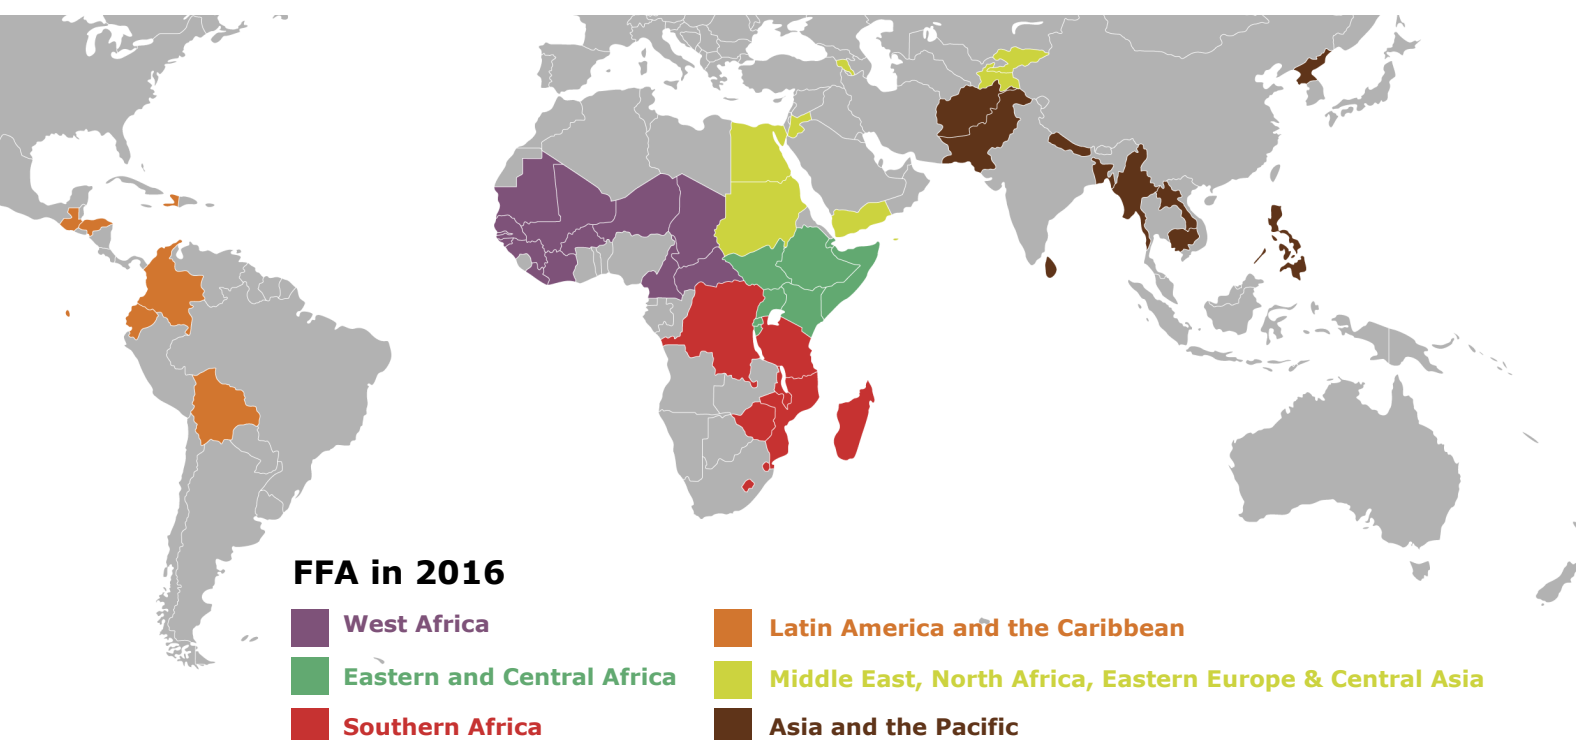 FFA in 2016
West Africa
Eastern and Central Africa
Southern Africa
Latin America and the Caribbean
Middle East, North Africa, Eastern Europe & Central Asia
Asia and the Pacific